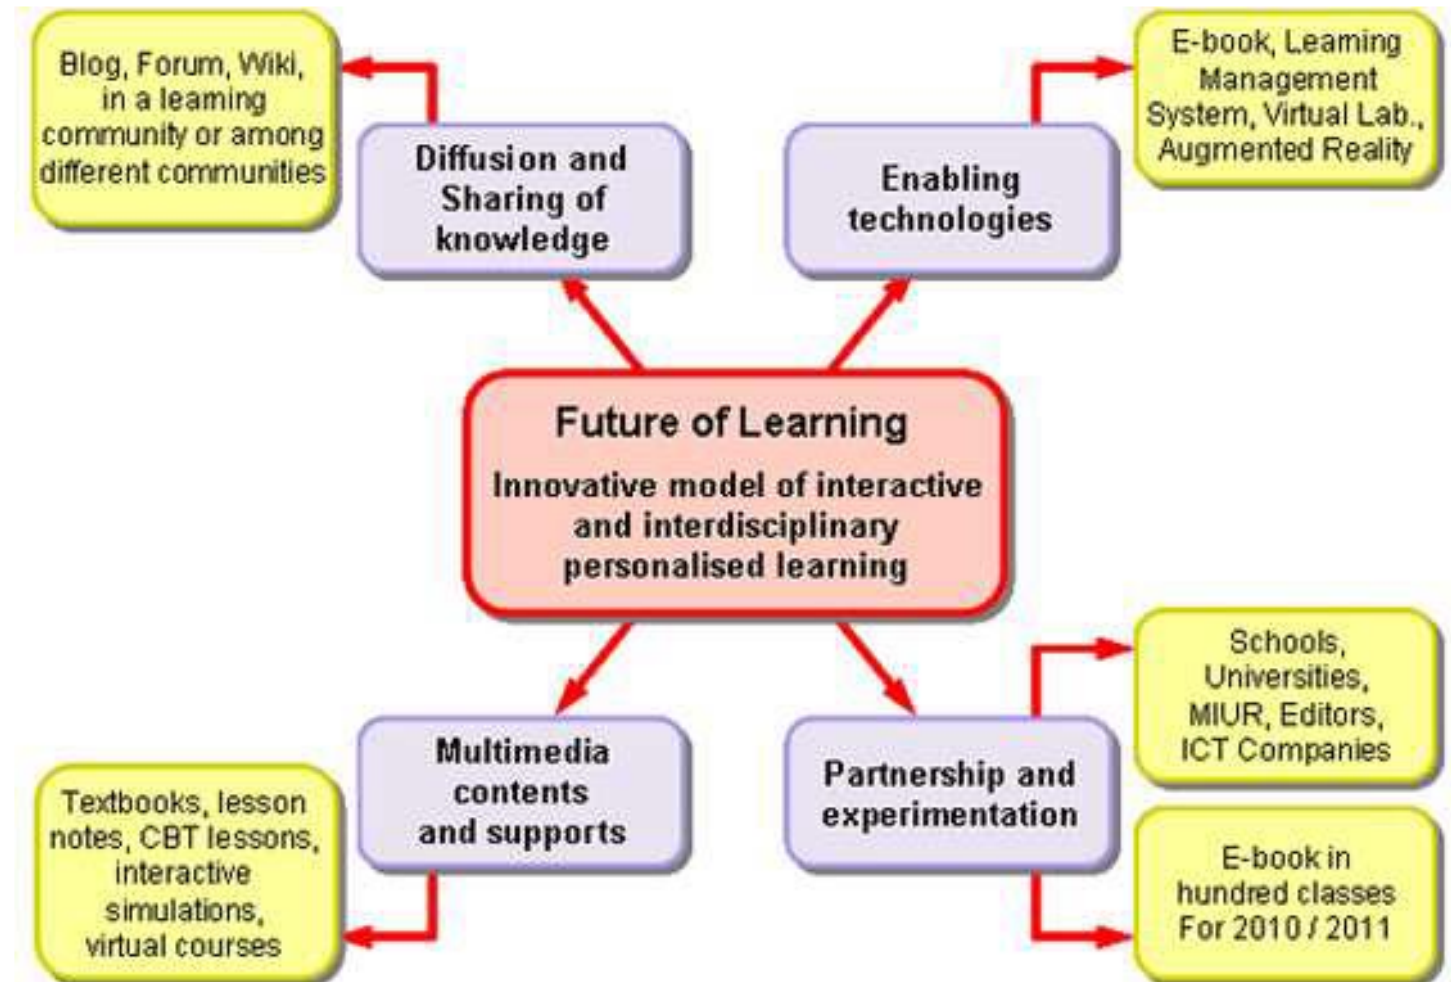 Blog, Forum, Wiki,
in a learning
community or among
different communities
Diffusion and
Sharing of
knowledge
Enabling
technologies
E-book, Learning
Management
System, Virtual Lab.,
Augmented Reality
Future of Learning
Innovative model of interactive
and interdisciplinary
personalised learning
Multimedia
contents
and supports
Textbooks, lesson
notes, CBT lessons,
interactive
simulations,
virtual courses
Partnership and
experimentation
Schools,
Universities,
MIUR, Editors,
ICT Companies
E-book in
hundred classes
For 2010 / 2011